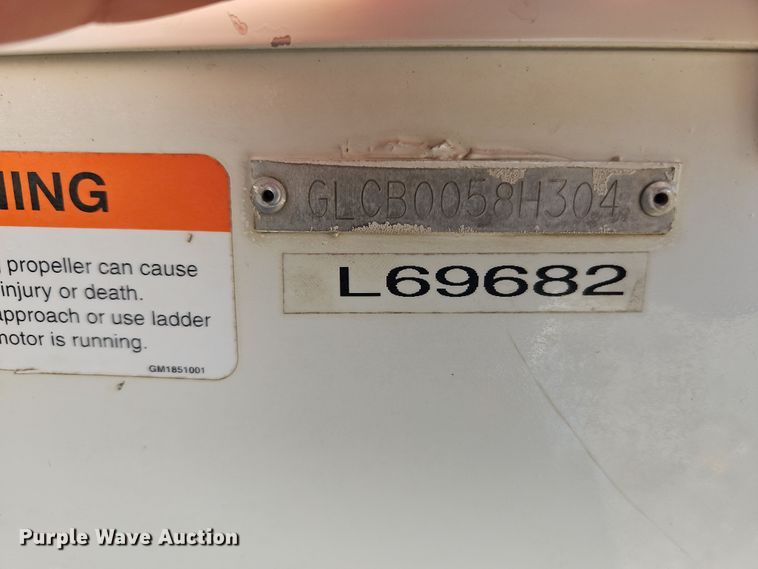 NING
propeller can cause
injury or death.
approach or use ladder
motor is running.
GM1851001
GLCB0058H304
L69682
Purple Wave Auction